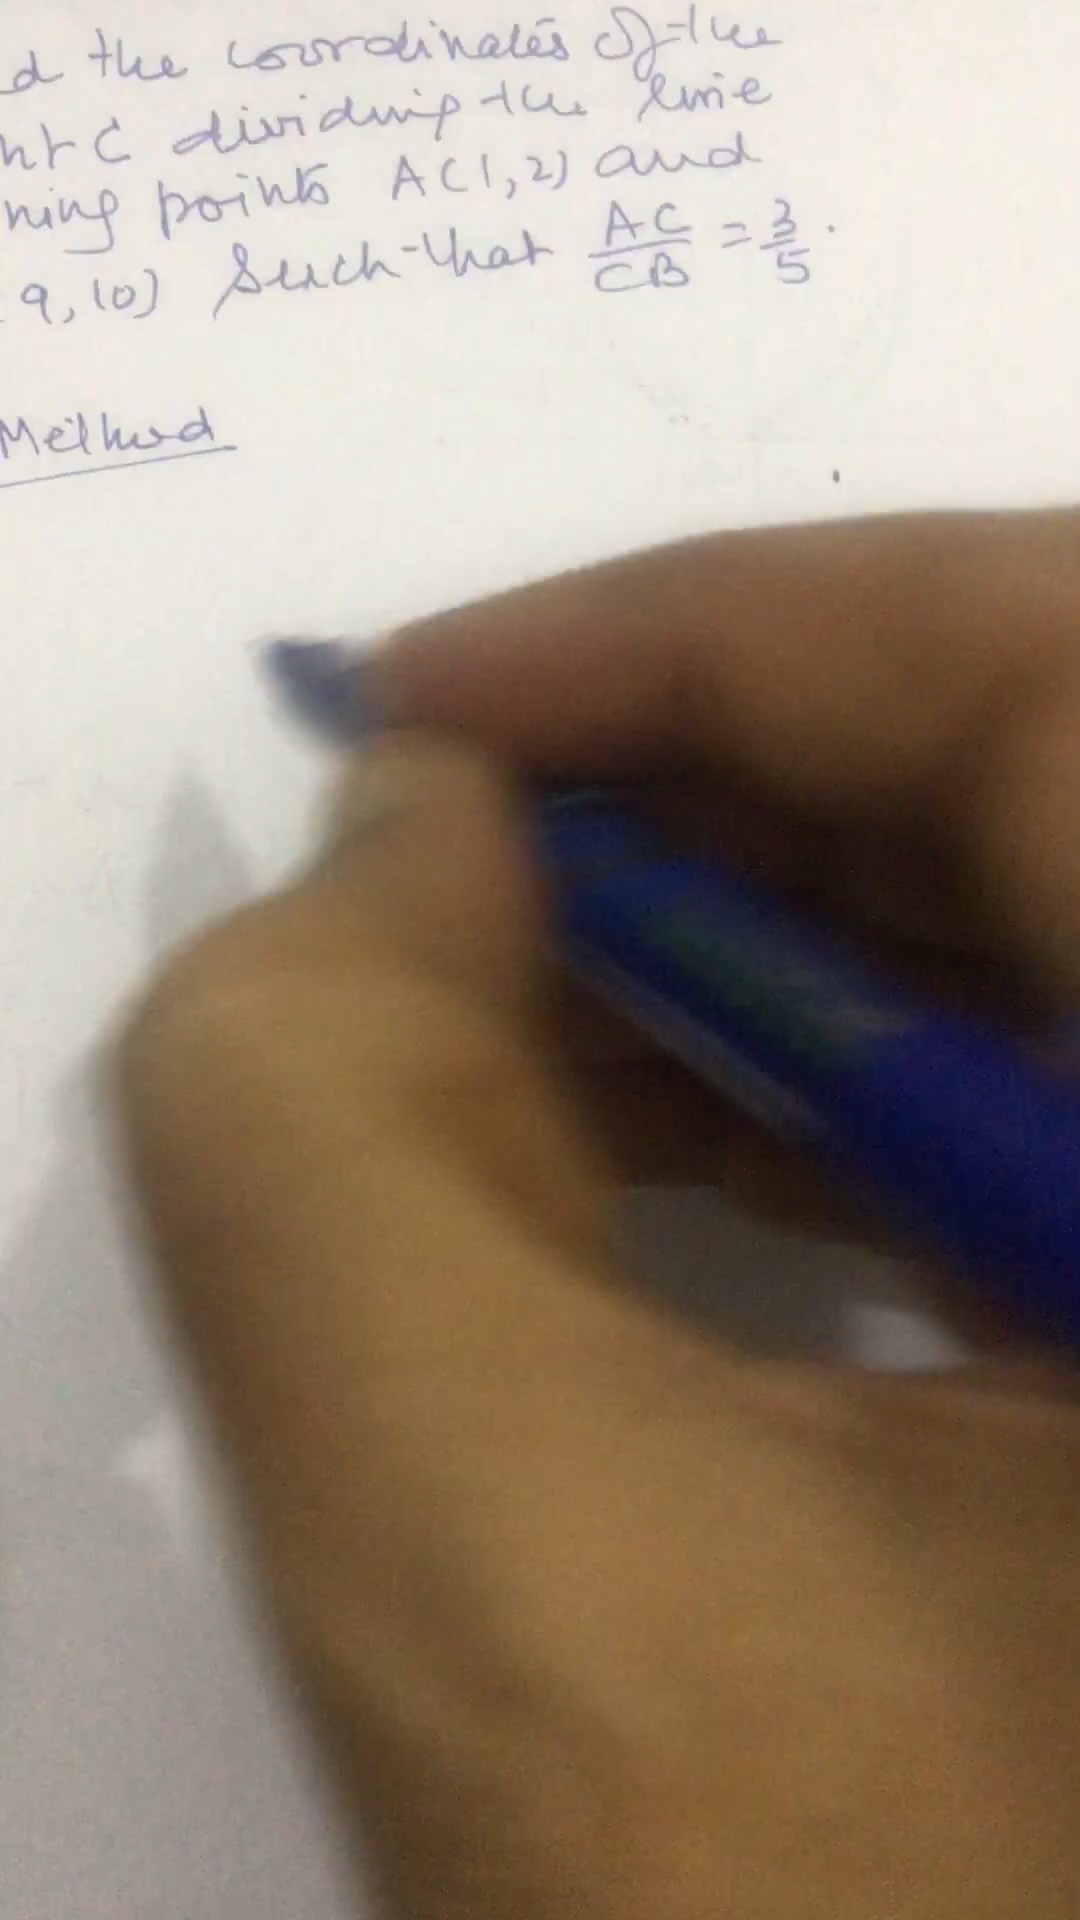 d the coordinates of the
nt C dividing the line
ning points A(1,2) and
9,10) Such that AC/CB = 3/5.
Method